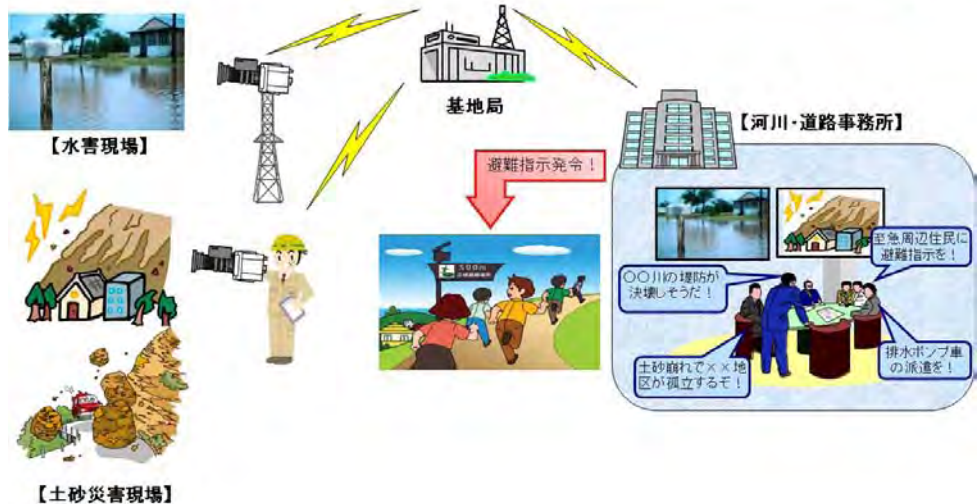 基地局
【水害現場】
【河川・道路事務所】
避難指示発令！
至急周辺住民に
避難指示を！
〇〇川の堤防が
決壊しそうだ！
土砂崩れで××地
区が孤立するぞ！
排水ポンプ車
の派遣を！
【土砂災害現場】